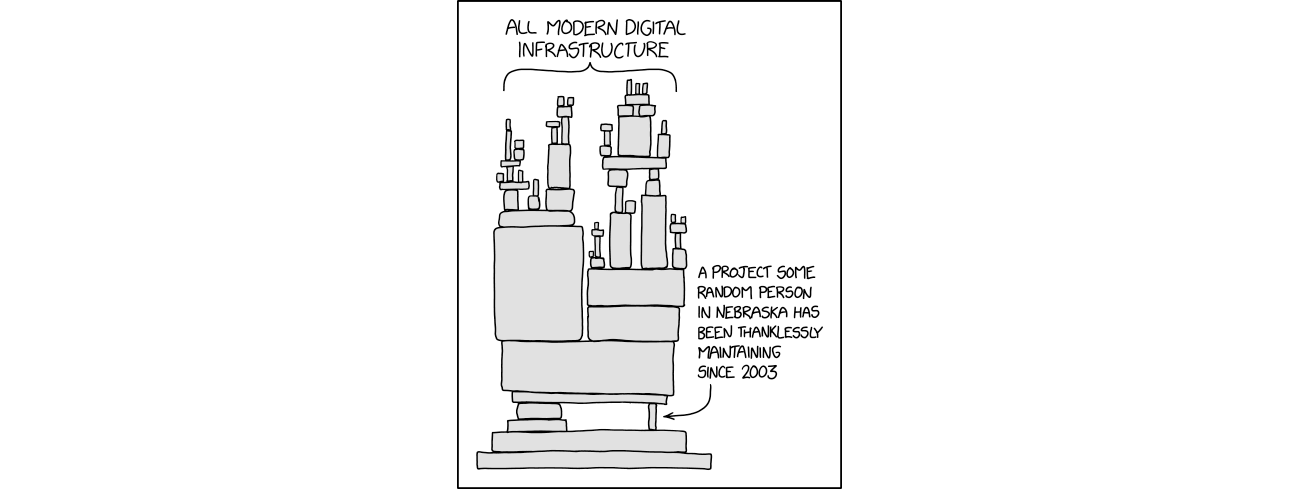 ALL MODERN DIGITAL
INFRASTRUCTURE
A PROJECT SOME
RANDOM PERSON
IN NEBRASKA HAS
BEEN THANKLESSLY
MAINTAINING
SINCE 2003